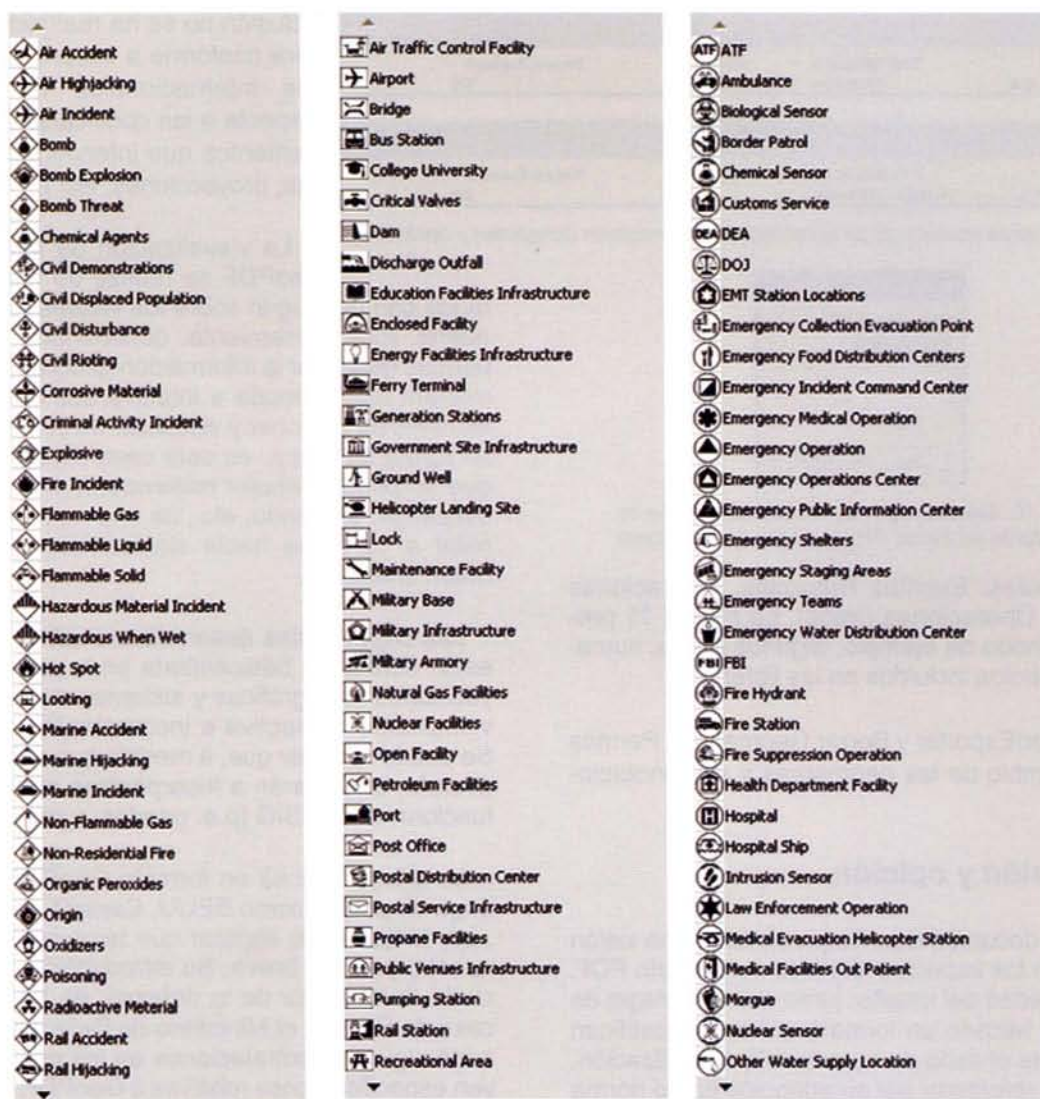 Air Accident
Air Highjacking
Air Incident
Bomb
Bomb Explosion
Bomb Threat
Chemical Agents
Civil Demonstrations
Civil Displaced Population
Civil Disturbance
Civil Rioting
Corrosive Material
Criminal Activity Incident
Explosive
Fire Incident
Flammable Gas
Flammable Liquid
Flammable Solid
Hazardous Material Incident
Hazardous When Wet
Hot Spot
Looting
Marine Accident
Marine Hijacking
Marine Incident
Non-Flammable Gas
Non-Residential Fire
Organic Peroxides
Origin
Oxidizers
Poisoning
Radioactive Meterial
Rail Accident
Rail Hijacking
Air Traffic Control Facility
Airport
Bridge
Bus Station
College University
Critical Valves
Dam
Discharge Outfall
Education Facilities Infrastructure
Enclosed Facility
Energy Facilities Infrastructure
Ferry Terminal
Generation Stations
Government Site Infrastructure
Ground Well
Helicopter Landing Site
Lock
Maintenance Facility
Military Base
Military Infrastructure
Miltary Armory
Natural Gas Facilities
Nuclear Facilities
Open Facility
Petroleum Facilities
Port
Post Office
Postal Distribution Center
Postal Service Infrastructure
Propane Facilities
Public Venues Infrastructure
Pumping Station
Rail Station
Recreational Area
ATF ATF
Ambulance
Biological Sensor
Border Patrol
Chemical Sensor
Customs Service
DEA DEA
DOJ
EMT Station Locations
Emergency Collection Evacuation Point
Emergency Food Distribution Centers
Emergency Incident Command Center
Emergency Medical Operation
Emergency Operation
Emergency Operations Center
Emergency Public Information Center
Emergency Shelters
Emergency Staging Areas
Emergency Teams
Emergency Water Distribution Center
FBI FBI
Fire Hydrant
Fire Station
Fire Suppression Operation
Health Department Facility
H Hospital
Hospital Ship
Intrusion Sensor
Law Enforcement Operation
Medical Evacuation Helicopter Station
Medical Facilities Out Patient
Morgue
Nuclear Sensor
Other Water Supply Location